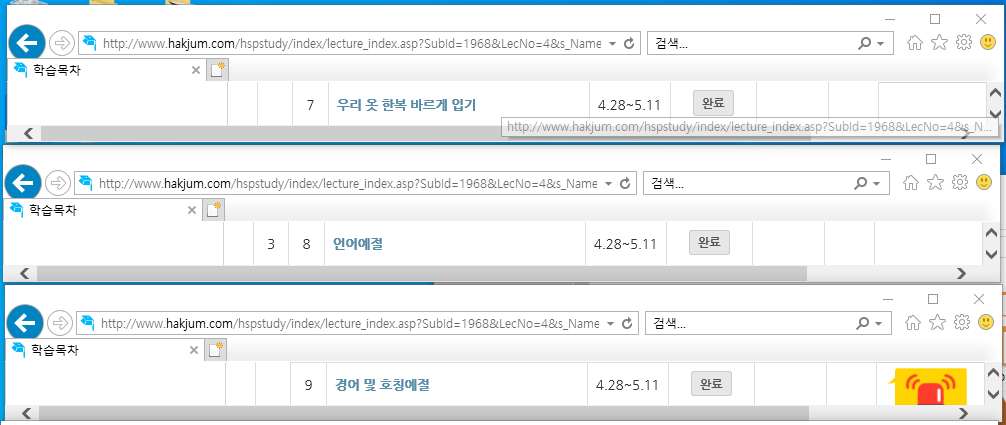 http://www.hakjum.com/hspstudy/index/lecture_index.asp?SubId=1968&LecNo=4&s_Name
검색...
학습목차
7 우리 옷 한복 바르게 입기 4.28~5.11 완료
http://www.hakjum.com/hspstudy/index/lecture_index.asp?SubId=1968&LecNo=4&s_N...
http://www.hakjum.com/hspstudy/index/lecture_index.asp?SubId=1968&LecNo=4&s_Name
검색...
학습목차
3 8 언어예절 4.28~5.11 완료
http://www.hakjum.com/hspstudy/index/lecture_index.asp?SubId=1968&LecNo=4&s_Name
검색...
학습목차
9 경어 및 호칭예절 4.28~5.11 완료